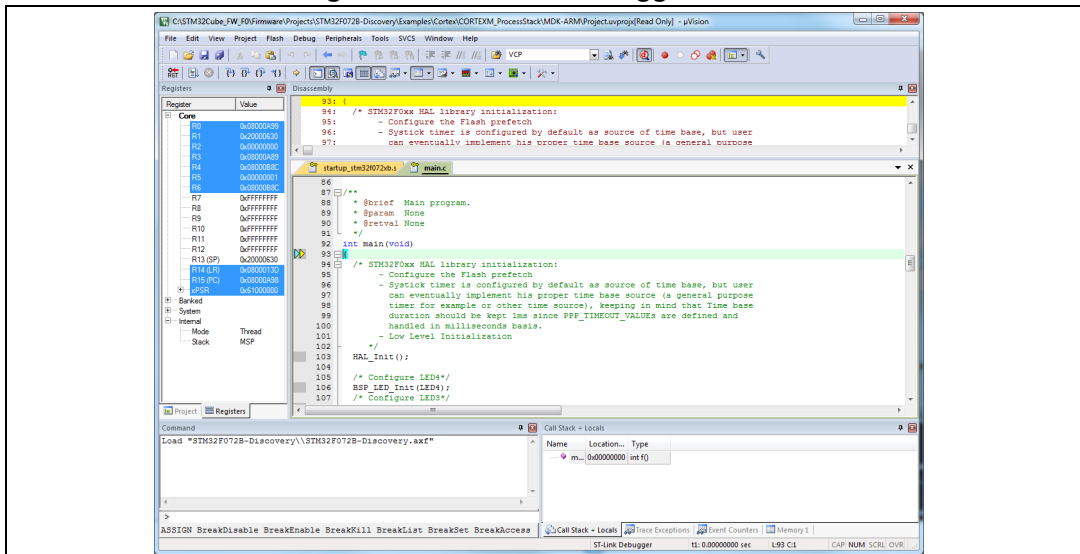 C:\STM32Cube_FW_F0\Firmware\Projects\STM32F072B-Discovery\Examples\Cortex\CORTEXM_ProcessStack\MDK-ARM\Project.uvprojx[Read Only] - µVision
File Edit View Project Flash Debug Peripherals Tools SVCS Window Help
VCP
RST
Registers
Register Value
Core
R0 0x08000A99
R1 0x20000630
R2 0x00000000
R3 0x08000A89
R4 0x08000B8C
R5 0x00000001
R6 0x08000B8C
R7 0xFFFFFFFF
R8 0xFFFFFFFF
R9 0xFFFFFFFF
R10 0xFFFFFFFF
R11 0xFFFFFFFF
R12 0xFFFFFFFF
R13 (SP) 0x20000630
R14 (LR) 0x0800013D
R15 (PC) 0x08000A98
xPSR 0x61000000
Banked
System
Internal
Mode Thread
Stack MSP
Project Registers
Disassembly
93: {
94: /* STM32F0xx HAL library initialization:
95: - Configure the Flash prefetch
96: - Systick timer is configured by default as source of time base, but user
97: can eventually implement his proper time base source (a general purpose
startup_stm32f072xb.s main.c
86
87 /**
88 * @brief Main program.
89 * @param None
90 * @retval None
91 */
92 int main(void)
93 {
94 /* STM32F0xx HAL library initialization:
95 - Configure the Flash prefetch
96 - Systick timer is configured by default as source of time base, but user
97 can eventually implement his proper time base source (a general purpose
98 timer for example or other time source), keeping in mind that Time base
99 duration should be kept 1ms since PPP_TIMEOUT_VALUEs are defined and
100 handled in milliseconds basis.
101 - Low Level Initialization
102 */
103 HAL_Init();
104
105 /* Configure LED4*/
106 BSP_LED_Init(LED4);
107 /* Configure LED3*/
Command
Load "STM32F072B-Discovery\\STM32F072B-Discovery.axf"
>
ASSIGN BreakDisable BreakEnable BreakKill BreakList BreakSet BreakAccess
Call Stack + Locals
Name Location... Type
m... 0x00000000 int f()
Call Stack + Locals Trace Exceptions Event Counters Memory 1
ST-Link Debugger t1: 0.00000000 sec L:93 C:1 CAP NUM SCRL OVR